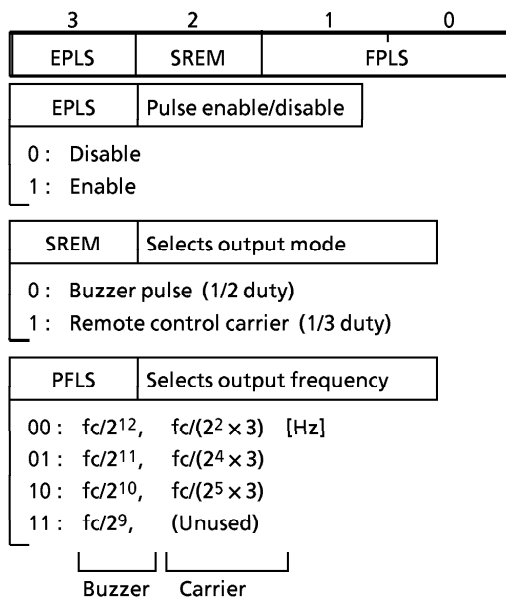 3 2 1 0
EPLS SREM FPLS
EPLS Pulse enable/disable
0 : Disable
1 : Enable
SREM Selects output mode
0 : Buzzer pulse (1/2 duty)
1 : Remote control carrier (1/3 duty)
PFLS Selects output frequency
00 : fc/2¹², fc/(2² × 3) [Hz]
01 : fc/2¹¹, fc/(2⁴ × 3)
10 : fc/2¹⁰, fc/(2⁵ × 3)
11 : fc/2⁹, (Unused)
Buzzer Carrier